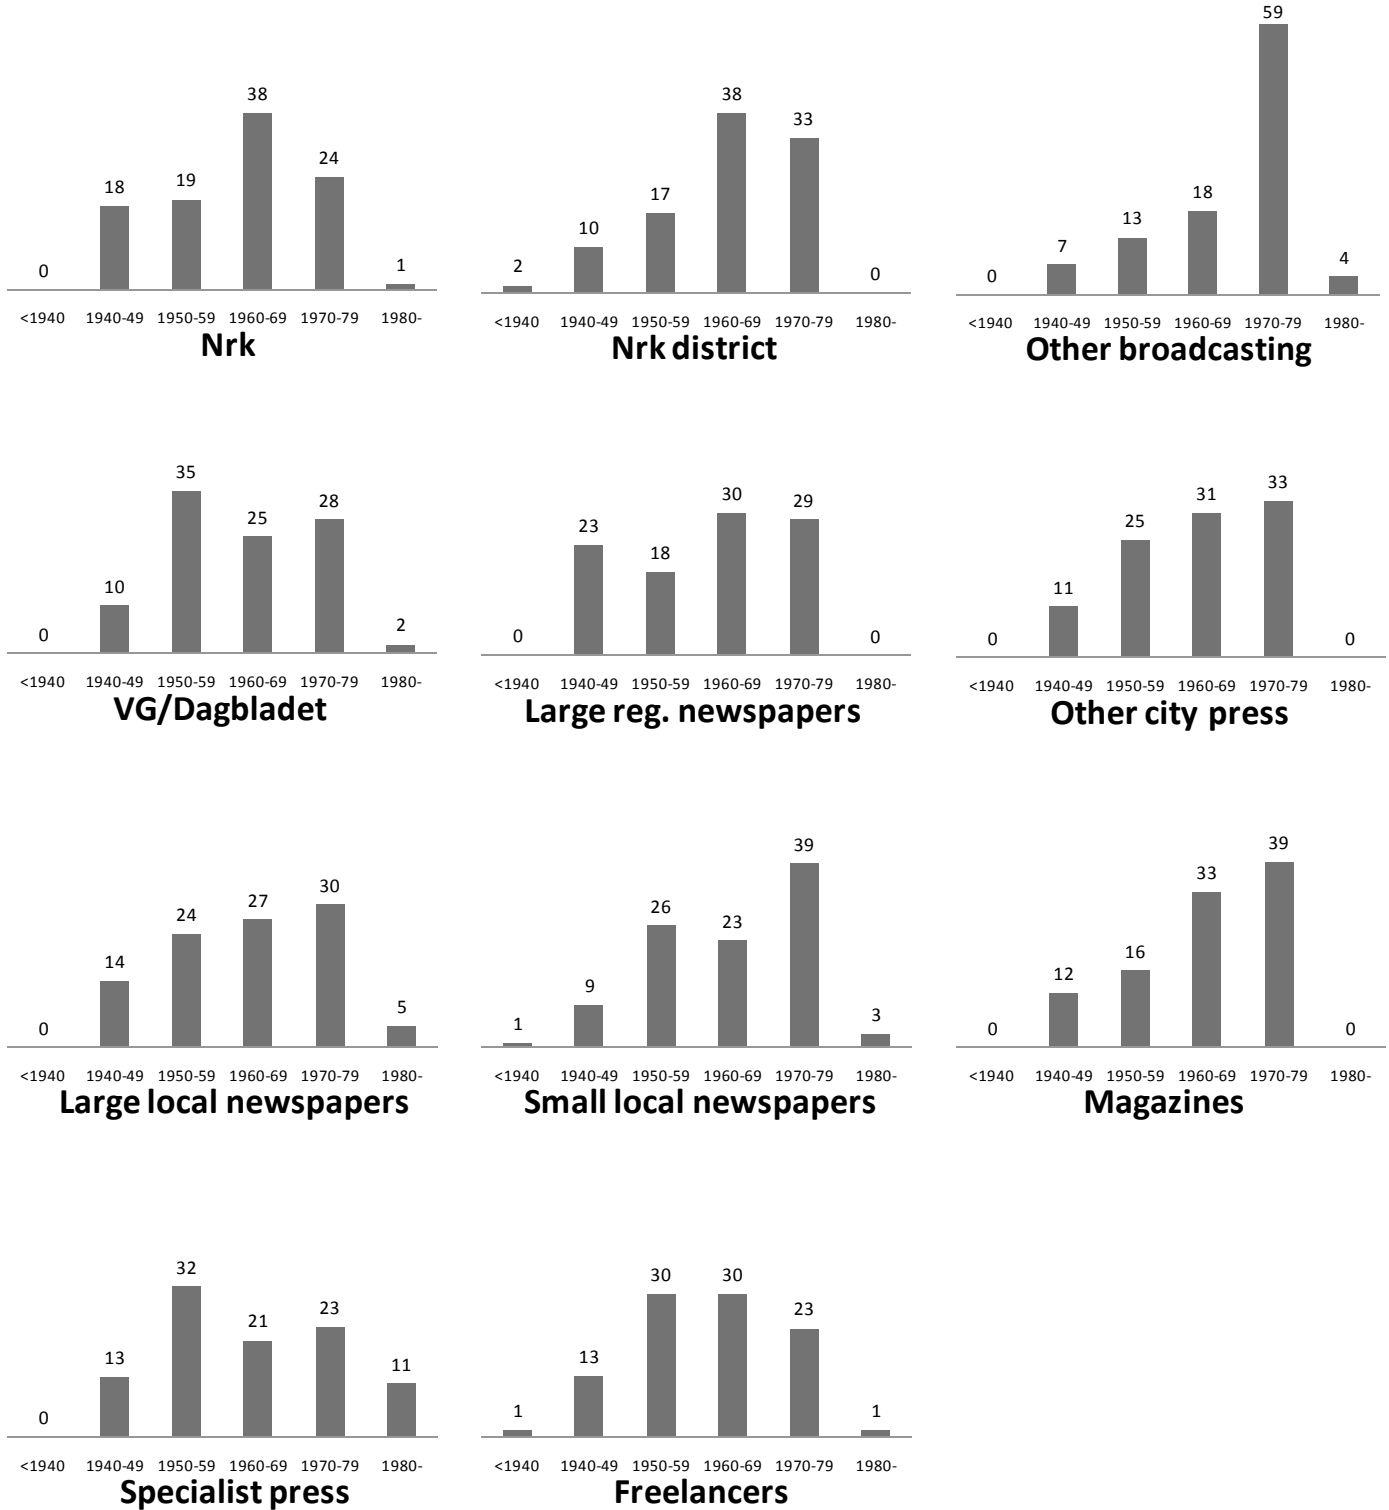 59
38
38
33
24
18
19
17
18
13
10
7
4
2
1
0
0
0
<1940 1940-49 1950-59 1960-69 1970-79 1980-
<1940 1940-49 1950-59 1960-69 1970-79 1980-
<1940 1940-49 1950-59 1960-69 1970-79 1980-
Nrk
Nrk district
Other broadcasting
0 10 35 25 28 2
0 23 18 30 29 0
0 11 25 31 33 0
<1940 1940-49 1950-59 1960-69 1970-79 1980-
<1940 1940-49 1950-59 1960-69 1970-79 1980-
<1940 1940-49 1950-59 1960-69 1970-79 1980-
VG/Dagbladet
Large reg. newspapers
Other city press
0 14 24 27 30 5
1 9 26 23 39 3
0 12 16 33 39 0
<1940 1940-49 1950-59 1960-69 1970-79 1980-
<1940 1940-49 1950-59 1960-69 1970-79 1980-
<1940 1940-49 1950-59 1960-69 1970-79 1980-
Large local newspapers
Small local newspapers
Magazines
0 13 32 21 23 11
1 13 30 30 23 1
<1940 1940-49 1950-59 1960-69 1970-79 1980-
<1940 1940-49 1950-59 1960-69 1970-79 1980-
Specialist press
Freelancers